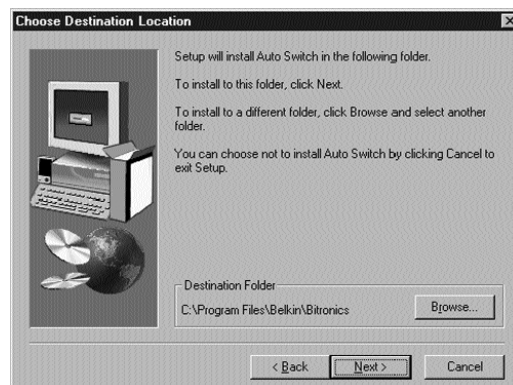 Choose Destination Location
Setup will install Auto Switch in the following folder.
To install to this folder, click Next.
To install to a different folder, click Browse and select another
folder.
You can choose not to install Auto Switch by clicking Cancel to
exit Setup.
Destination Folder
C:\Program Files\Belkin\Bitronics
Browse...
< Back
Next >
Cancel